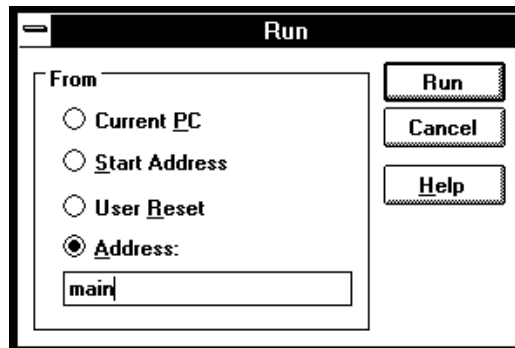 Run
From
Current PC
Start Address
User Reset
Address:
main
Run
Cancel
Help